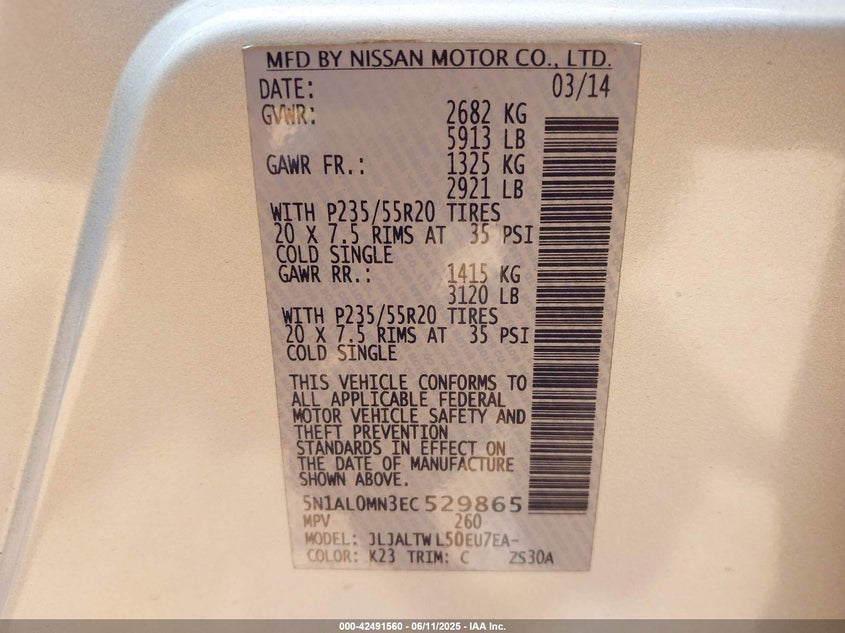 MFD BY NISSAN MOTOR CO., LTD.
DATE: 03/14
GVWR: 2682 KG
5913 LB
GAWR FR.: 1325 KG
2921 LB
WITH P235/55R20 TIRES
20 X 7.5 RIMS AT 35 PSI
COLD SINGLE
GAWR RR.: 1415 KG
3120 LB
WITH P235/55R20 TIRES
20 X 7.5 RIMS AT 35 PSI
COLD SINGLE
THIS VEHICLE CONFORMS TO
ALL APPLICABLE FEDERAL
MOTOR VEHICLE SAFETY AND
THEFT PREVENTION
STANDARDS IN EFFECT ON
THE DATE OF MANUFACTURE
SHOWN ABOVE.
5N1AL0MN3EC529865
MPV 260
MODEL: JLJALTWL50EU7EA-
COLOR: K23 TRIM: C ZS30A
000-42491560 - 06/11/2025 - IAA Inc.